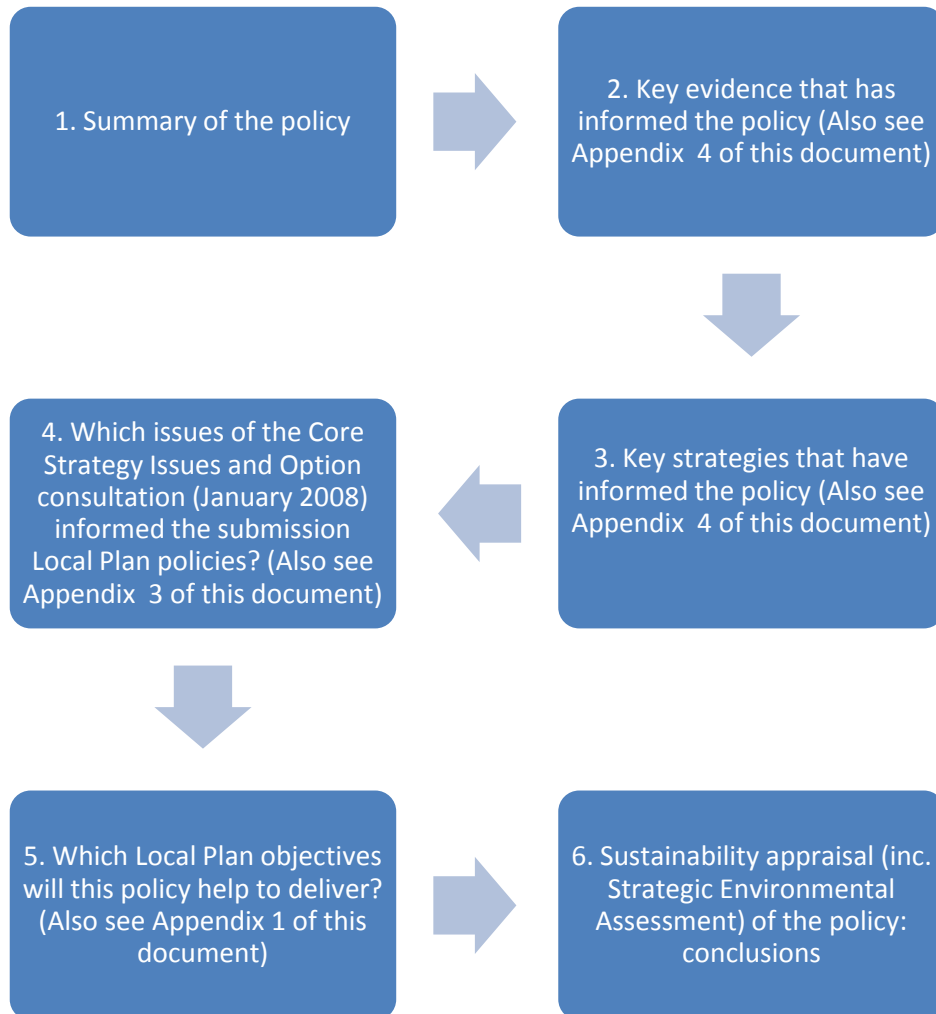 1. Summary of the policy
2. Key evidence that has
informed the policy (Also see
Appendix  4 of this document)
3. Key strategies that have
informed the policy (Also see
Appendix  4 of this document)
4. Which issues of the Core
Strategy Issues and Option
consultation (January 2008)
informed the submission
Local Plan policies? (Also see
Appendix  3 of this document)
5. Which Local Plan objectives
will this policy help to deliver?
(Also see Appendix 1 of this
document)
6. Sustainability appraisal (inc.
Strategic Environmental
Assessment) of the policy:
conclusions